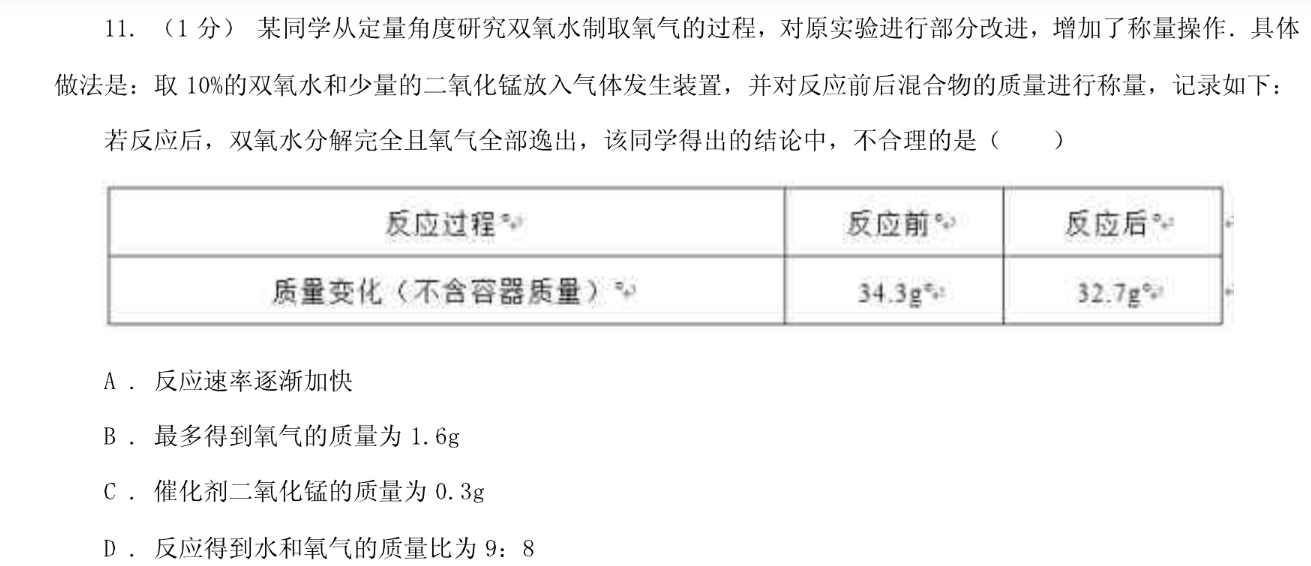 11. （1 分） 某同学从定量角度研究双氧水制取氧气的过程，对原实验进行部分改进，增加了称量操作．具体
做法是：取 10%的双氧水和少量的二氧化锰放入气体发生装置，并对反应前后混合物的质量进行称量，记录如下：
若反应后，双氧水分解完全且氧气全部逸出，该同学得出的结论中，不合理的是（　　）
反应过程 反应前 反应后
质量变化（不含容器质量） 34.3g 32.7g
A . 反应速率逐渐加快
B . 最多得到氧气的质量为 1.6g
C . 催化剂二氧化锰的质量为 0.3g
D . 反应得到水和氧气的质量比为 9：8